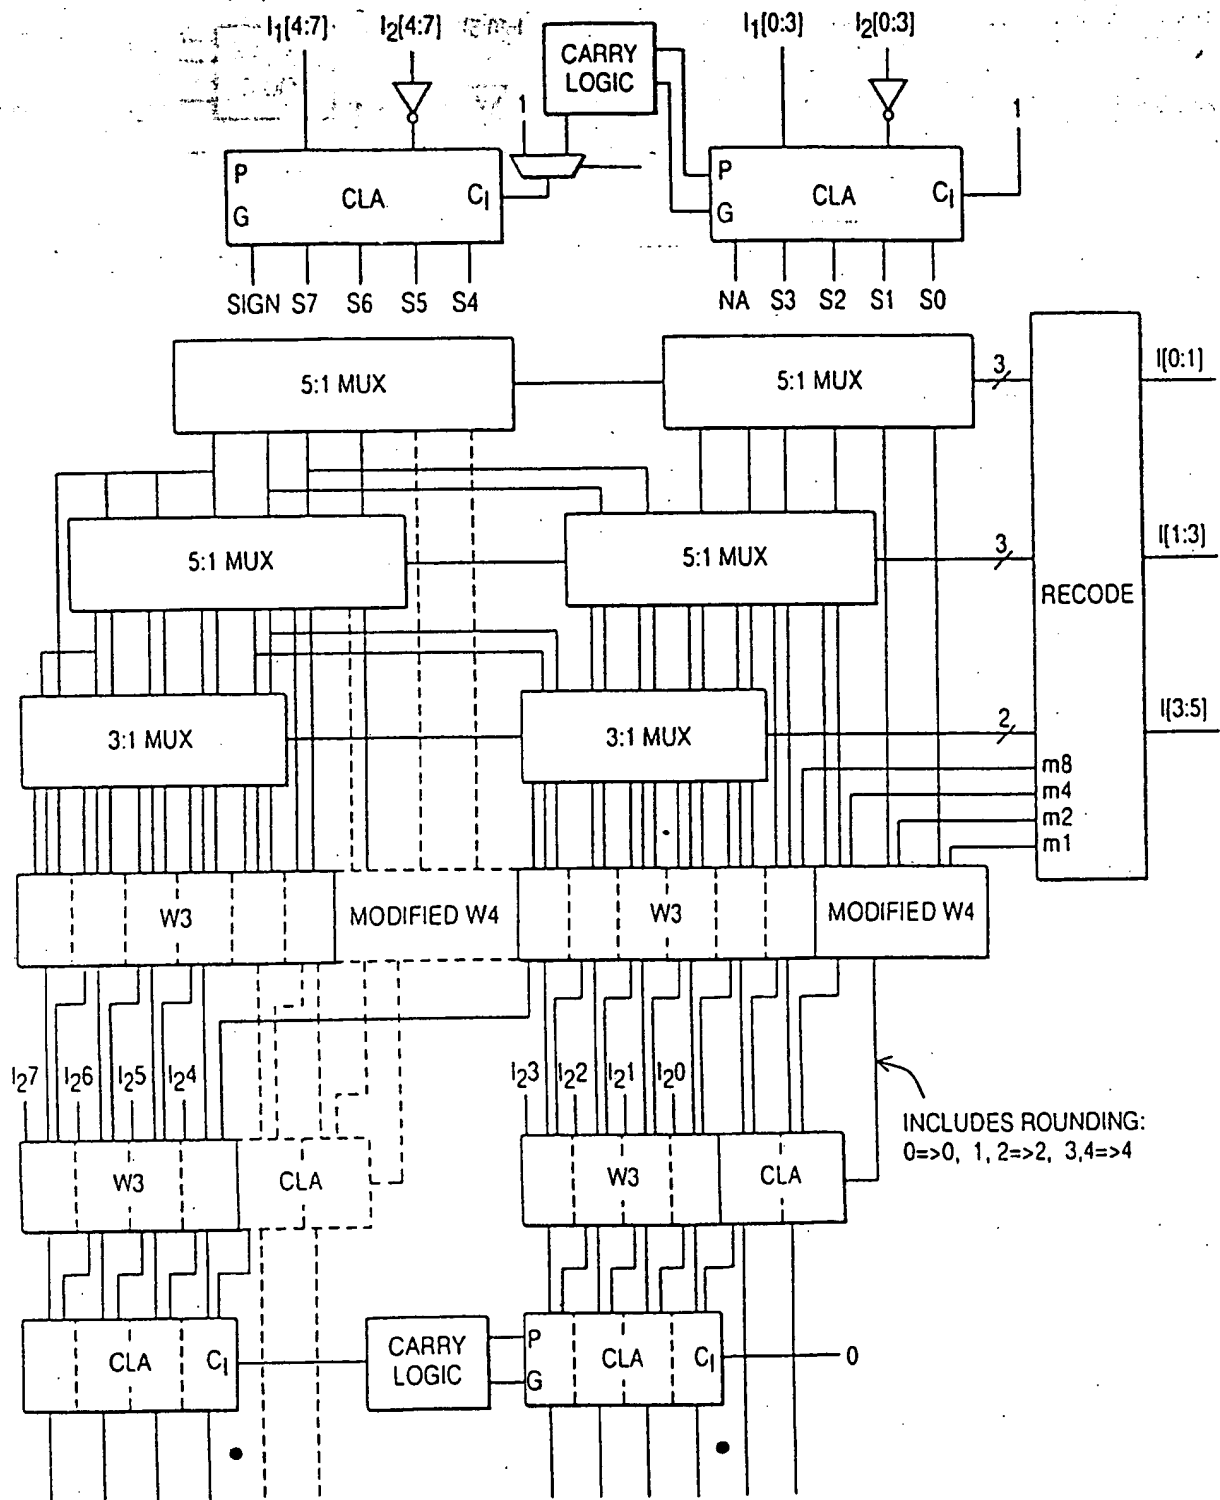 I1[4:7] I2[4:7] I1[0:3] I2[0:3]
CARRY
LOGIC
1 1
P
G
CLA
CI
P
G
CLA
CI
SIGN S7 S6 S5 S4
NA S3 S2 S1 S0
5:1 MUX
5:1 MUX
3
I[0:1]
5:1 MUX
5:1 MUX
3
I[1:3]
RECODE
3:1 MUX
3:1 MUX
2
I[3:5]
m8
m4
m2
m1
W3
MODIFIED W4
W3
MODIFIED W4
I27 I26 I25 I24
I23 I22 I21 I20
INCLUDES ROUNDING:
0=>0, 1,2=>2, 3,4=>4
W3
CLA
W3
CLA
CLA
CI
CARRY
LOGIC
P
G
CLA
CI
0